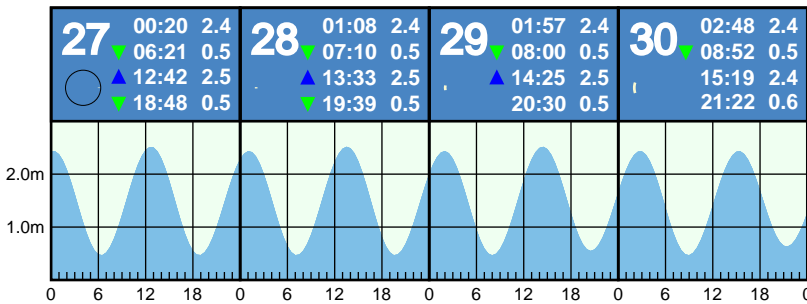 27 00:20 2.4
▼ 06:21 0.5
▲ 12:42 2.5
▼ 18:48 0.5
28 01:08 2.4
▼ 07:10 0.5
▲ 13:33 2.5
▼ 19:39 0.5
29 01:57 2.4
▼ 08:00 0.5
▲ 14:25 2.5
20:30 0.5
30 02:48 2.4
▼ 08:52 0.5
15:19 2.4
21:22 0.6
2.0m
1.0m
0 6 12 18 0 6 12 18 0 6 12 18 0 6 12 18 0